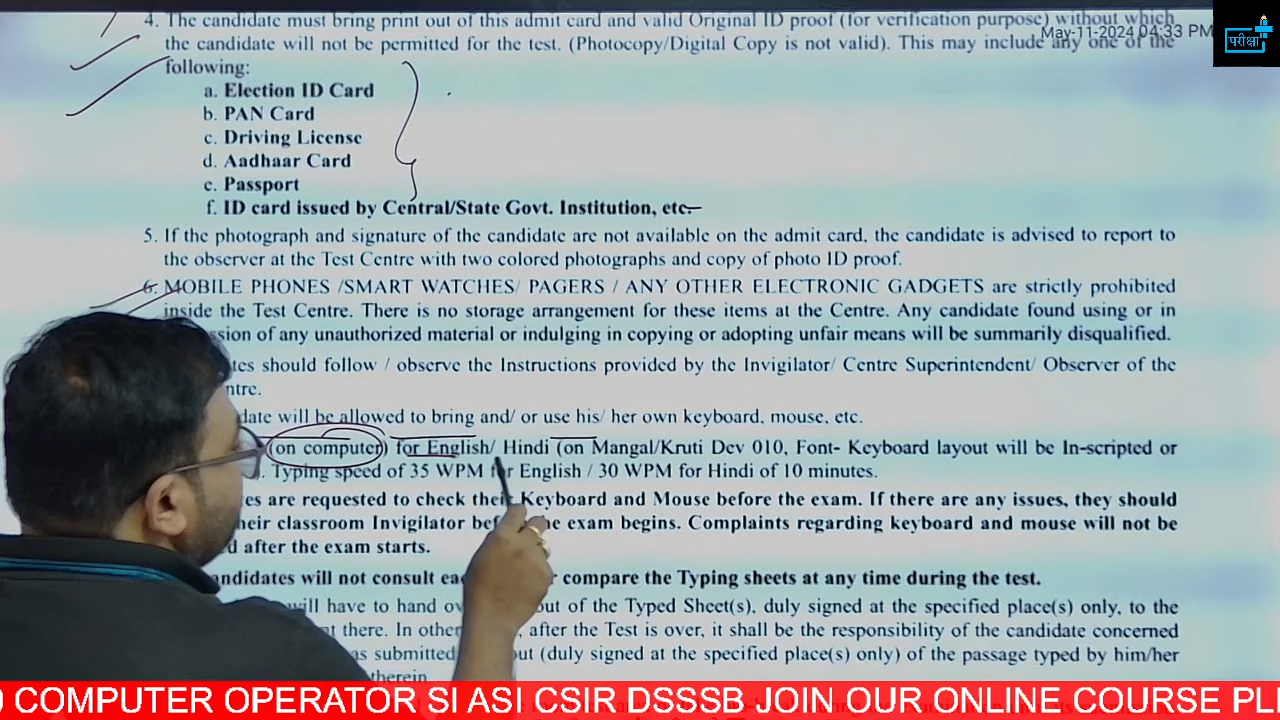 4. The candidate must bring print out of this admit card and valid Original ID proof (for verification purpose) without which
the candidate will not be permitted for the test. (Photocopy/Digital Copy is not valid). This may include any one of the
May-11-2024 04:33 PM
परीक्षा
following:
a. Election ID Card
b. PAN Card
c. Driving License
d. Aadhaar Card
e. Passport
f. ID card issued by Central/State Govt. Institution, etc.
5. If the photograph and signature of the candidate are not available on the admit card, the candidate is advised to report to
the observer at the Test Centre with two colored photographs and copy of photo ID proof.
6. MOBILE PHONES /SMART WATCHES/ PAGERS / ANY OTHER ELECTRONIC GADGETS are strictly prohibited
inside the Test Centre. There is no storage arrangement for these items at the Centre. Any candidate found using or in
sion of any unauthorized material or indulging in copying or adopting unfair means will be summarily disqualified.
tes should follow / observe the Instructions provided by the Invigilator/ Centre Superintendent/ Observer of the
ntre.
date will be allowed to bring and/ or use his/ her own keyboard, mouse, etc.
(on computer) for English/ Hindi (on Mangal/Kruti Dev 010, Font- Keyboard layout will be In-scripted or
Typing speed of 35 WPM for English / 30 WPM for Hindi of 10 minutes.
tes are requested to check their Keyboard and Mouse before the exam. If there are any issues, they should
heir classroom Invigilator bef the exam begins. Complaints regarding keyboard and mouse will not be
d after the exam starts.
andidates will not consult ea r compare the Typing sheets at any time during the test.
will have to hand ov out of the Typed Sheet(s), duly signed at the specified place(s) only, to the
t there. In other , after the Test is over, it shall be the responsibility of the candidate concerned
as submitted out (duly signed at the specified place(s) only) of the passage typed by him/her
therein
COMPUTER OPERATOR SI ASI CSIR DSSSB JOIN OUR ONLINE COURSE PL